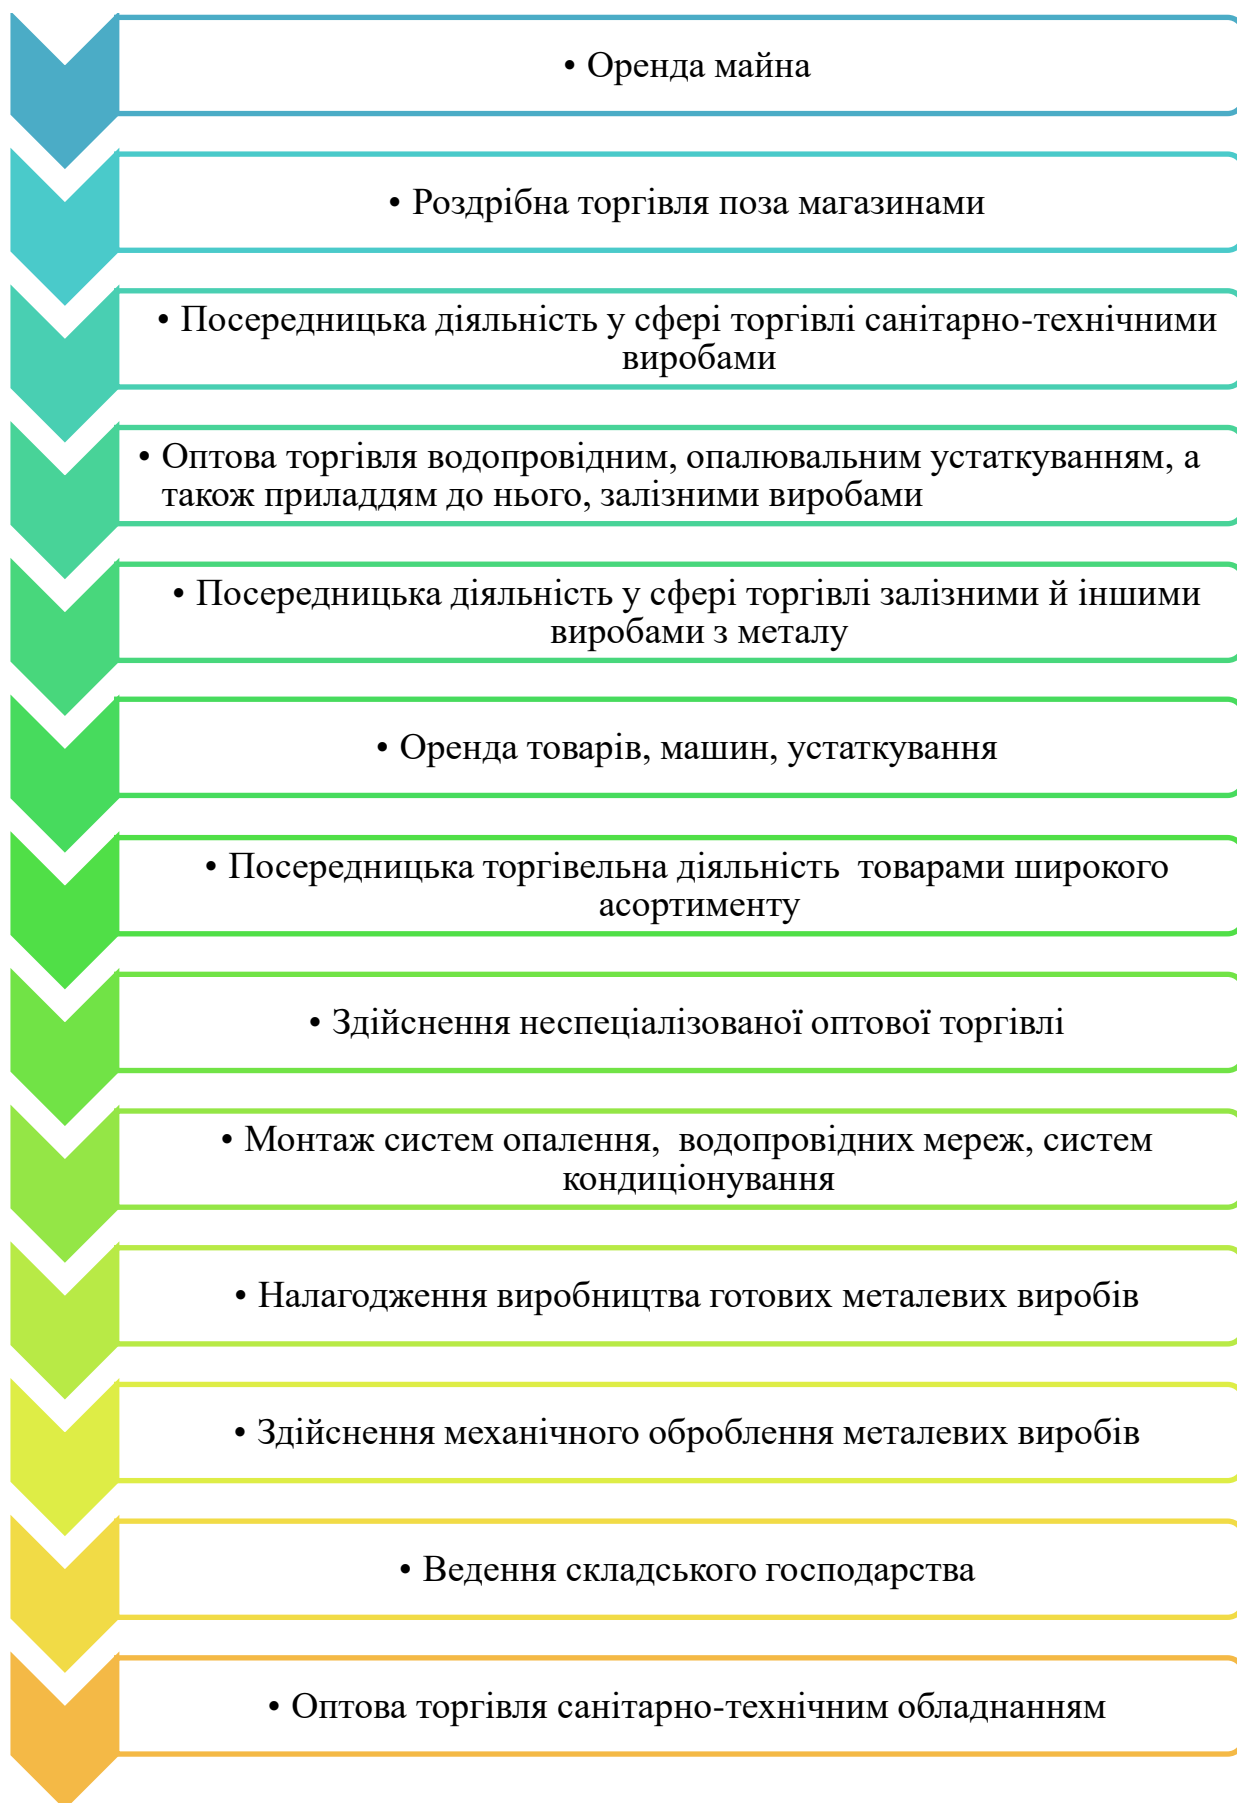 • Оренда майна
• Роздрібна торгівля поза магазинами
• Посередницька діяльність у сфері торгівлі санітарно-технічними
виробами
• Оптова торгівля водопровідним, опалювальним устаткуванням, а
також приладдям до нього, залізними виробами
• Посередницька діяльність у сфері торгівлі залізними й іншими
виробами з металу
• Оренда товарів, машин, устаткування
• Посередницька торгівельна діяльність  товарами широкого
асортименту
• Здійснення неспеціалізованої оптової торгівлі
• Монтаж систем опалення,  водопровідних мереж, систем
кондиціонування
• Налагодження виробництва готових металевих виробів
• Здійснення механічного оброблення металевих виробів
• Ведення складського господарства
• Оптова торгівля санітарно-технічним обладнанням